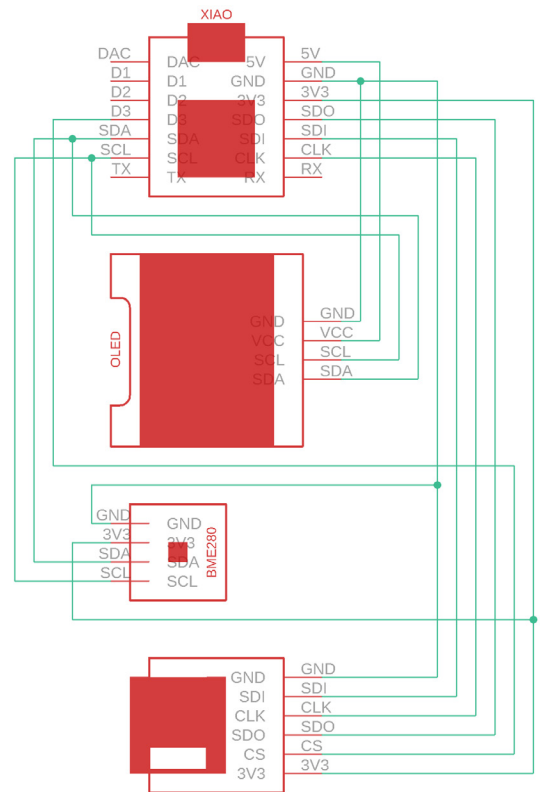 XIAO
DAC DAC 5V 5V
D1 D1 GND GND
D2 D2 3V3 3V3
D3 D3 SDO SDO
SDA SDA SDI SDI
SCL SCL CLK CLK
TX TX RX RX
OLED
GND GND
VCC VCC
SCL SCL
SDA SDA
GND GND
3V3 3V3
SDA SDA
SCL SCL
BME280
GND GND
SDI SDI
CLK CLK
SDO SDO
CS CS
3V3 3V3